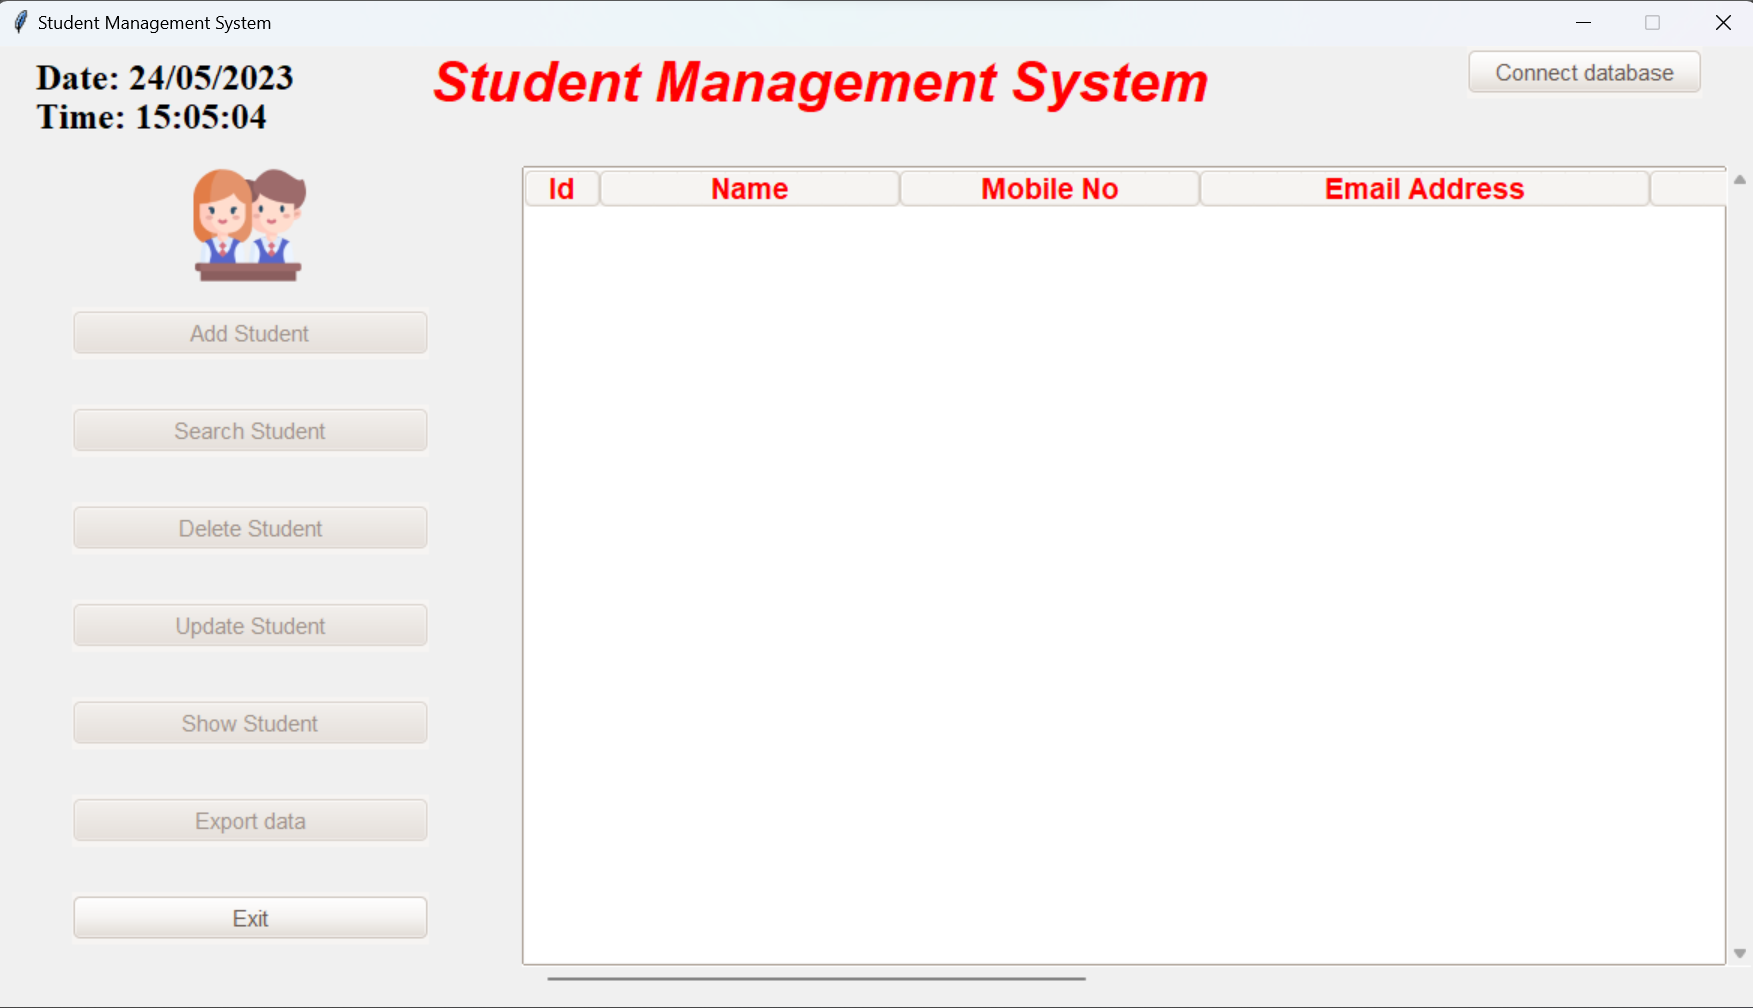 Student Management System
Date: 24/05/2023
Time: 15:05:04
Student Management System
Connect database
Id Name Mobile No Email Address
Add Student
Search Student
Delete Student
Update Student
Show Student
Export data
Exit